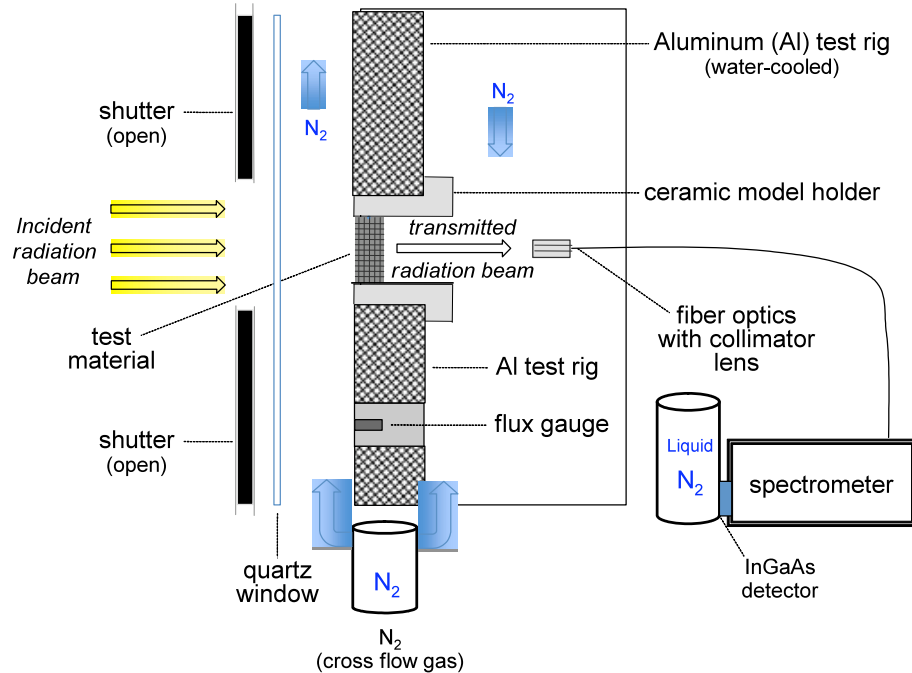 Aluminum (Al) test rig
(water-cooled)
N2
shutter
(open)
N2
ceramic model holder
Incident
radiation
beam
transmitted
radiation beam
test
material
fiber optics
with collimator
lens
Al test rig
flux gauge
shutter
(open)
Liquid
N2
spectrometer
quartz
window
N2
InGaAs
detector
N2
(cross flow gas)